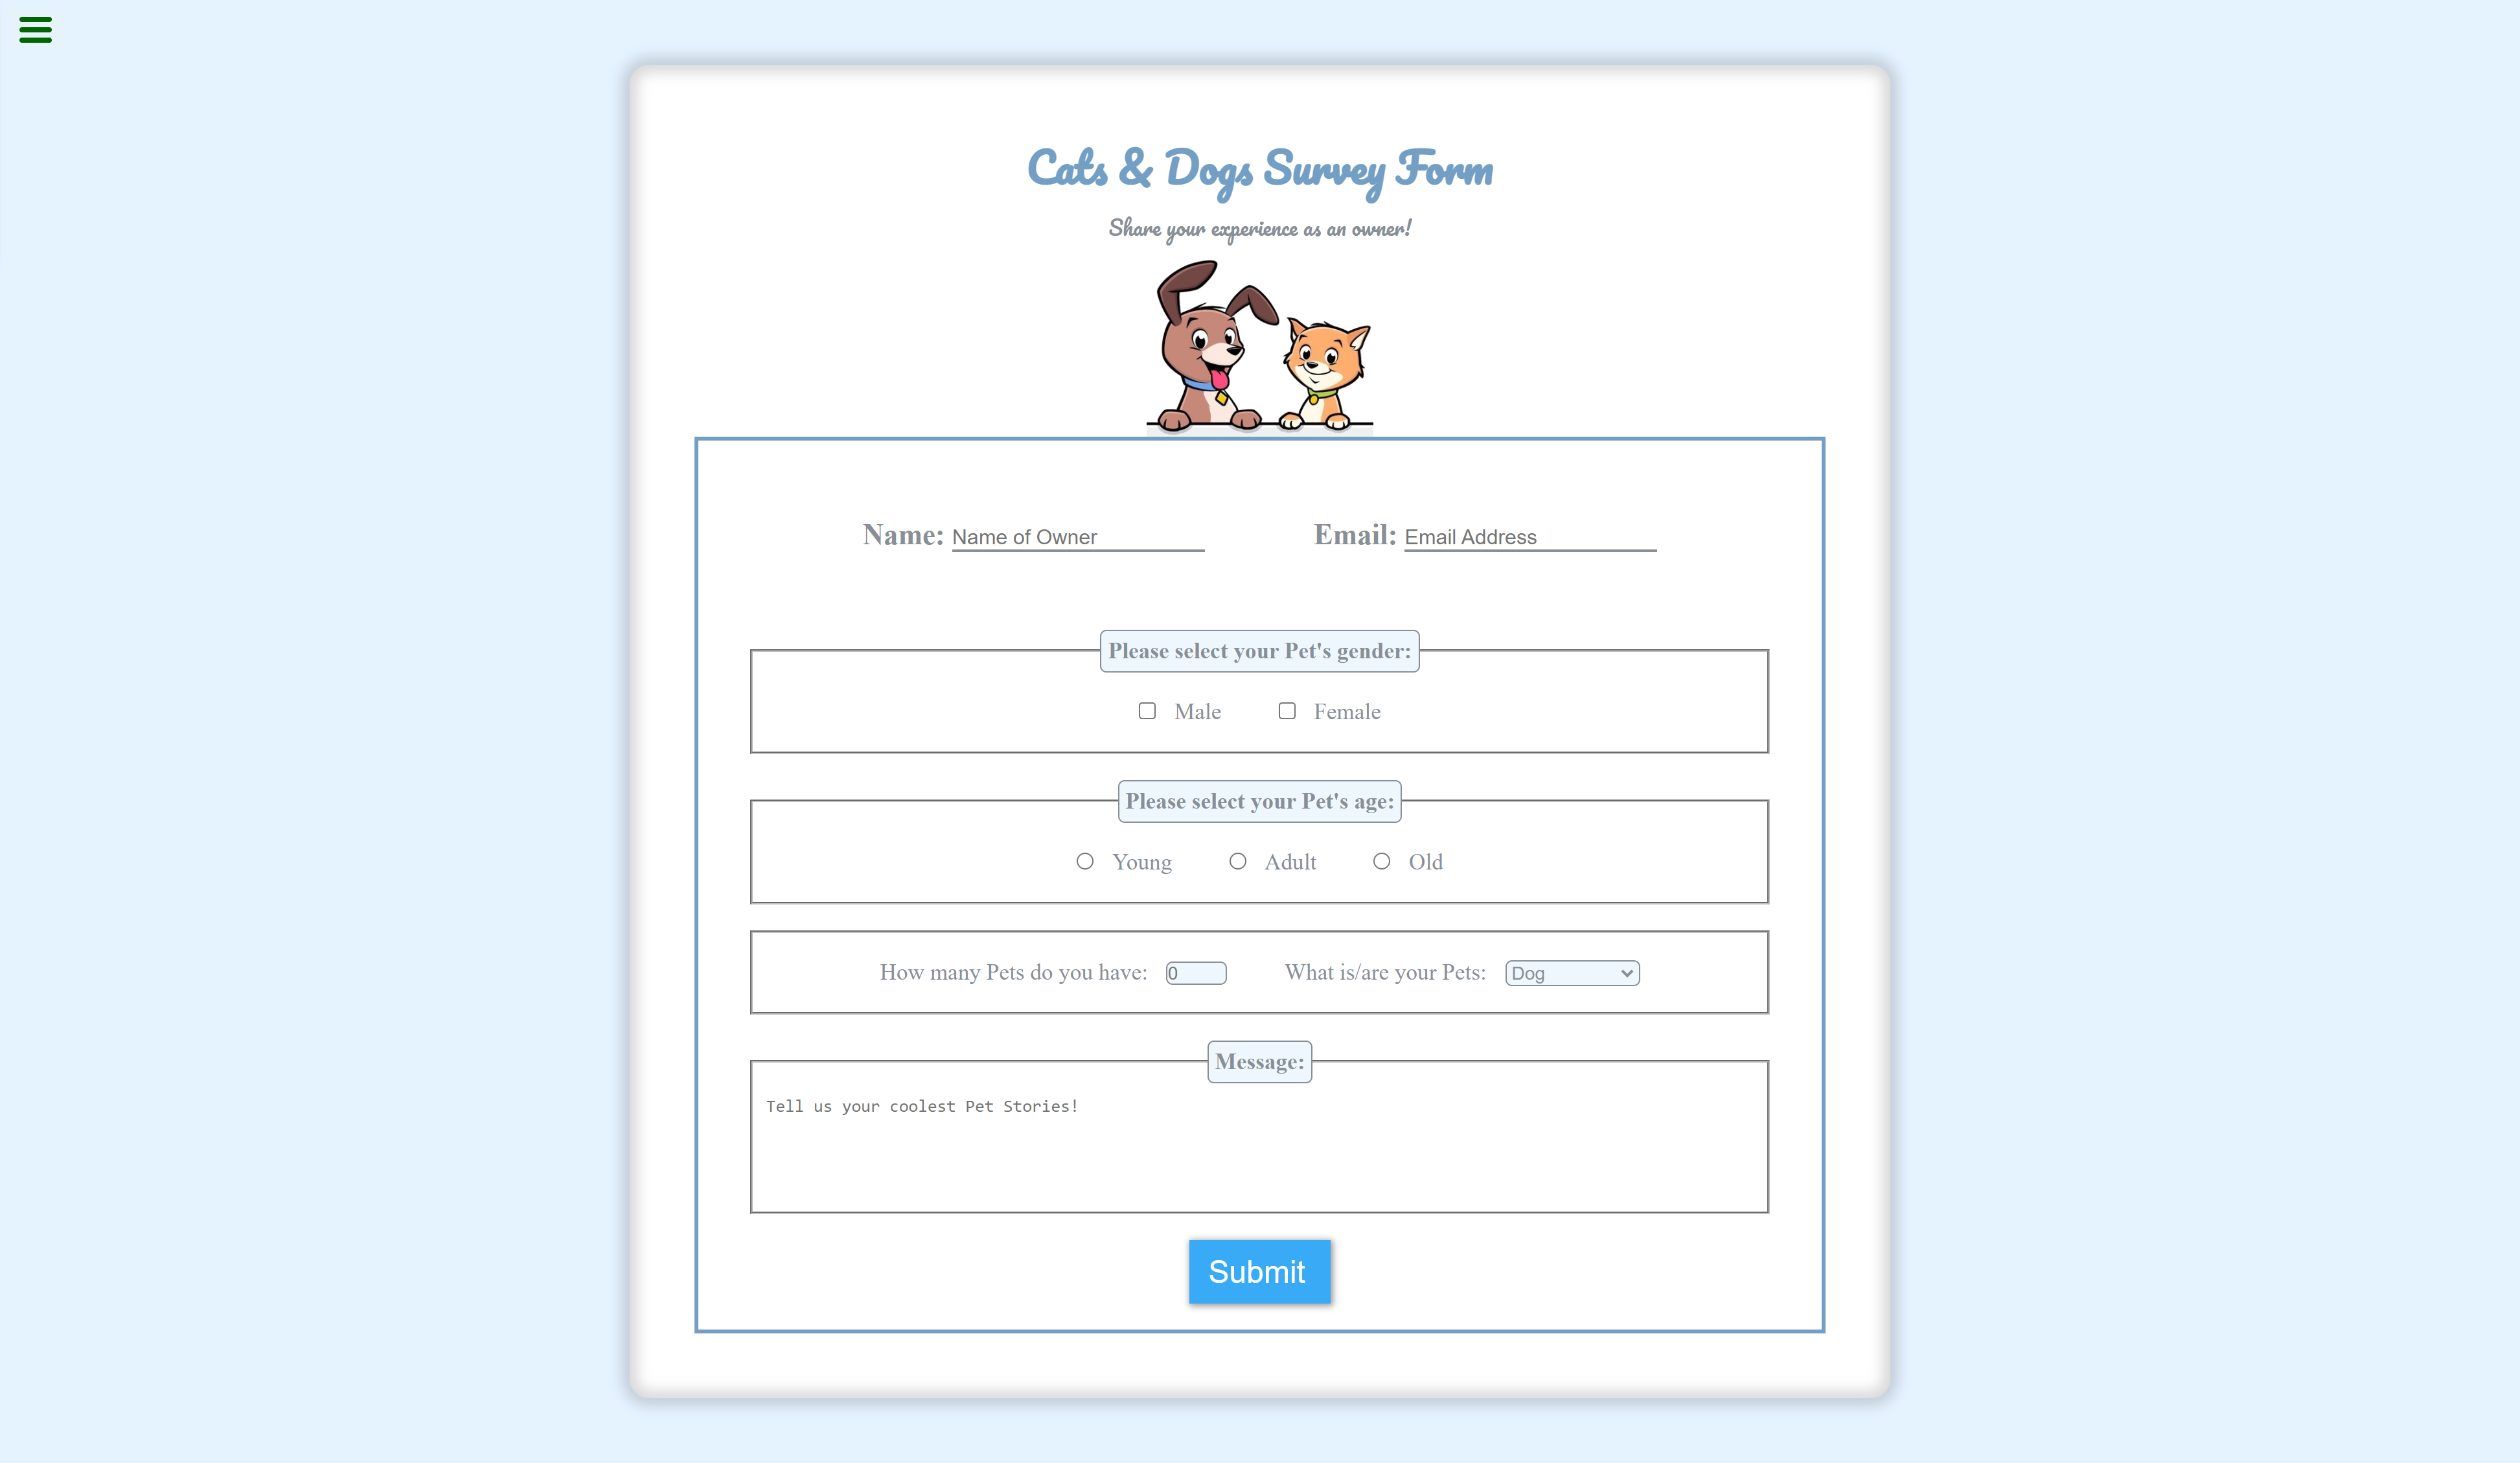 Cats & Dogs Survey Form
Share your experience as an owner!
Name: Name of Owner Email: Email Address
Please select your Pet's gender:
Male Female
Please select your Pet's age:
Young Adult Old
How many Pets do you have: 0 What is/are your Pets: Dog
Message:
Tell us your coolest Pet Stories!
Submit